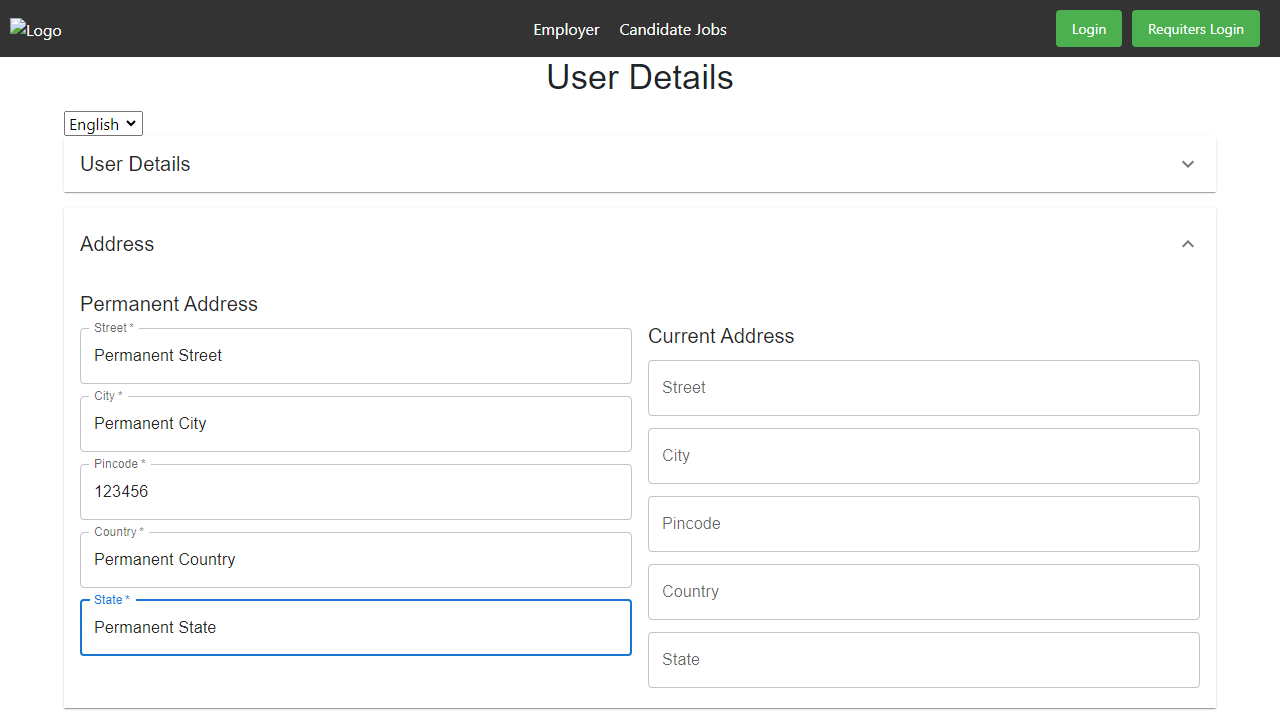 Logo
Employer Candidate Jobs
Login
Requiters Login
User Details
English
User Details
Address
Permanent Address
Street *
Permanent Street
City *
Permanent City
Pincode *
123456
Country *
Permanent Country
State *
Permanent State
Current Address
Street
City
Pincode
Country
State